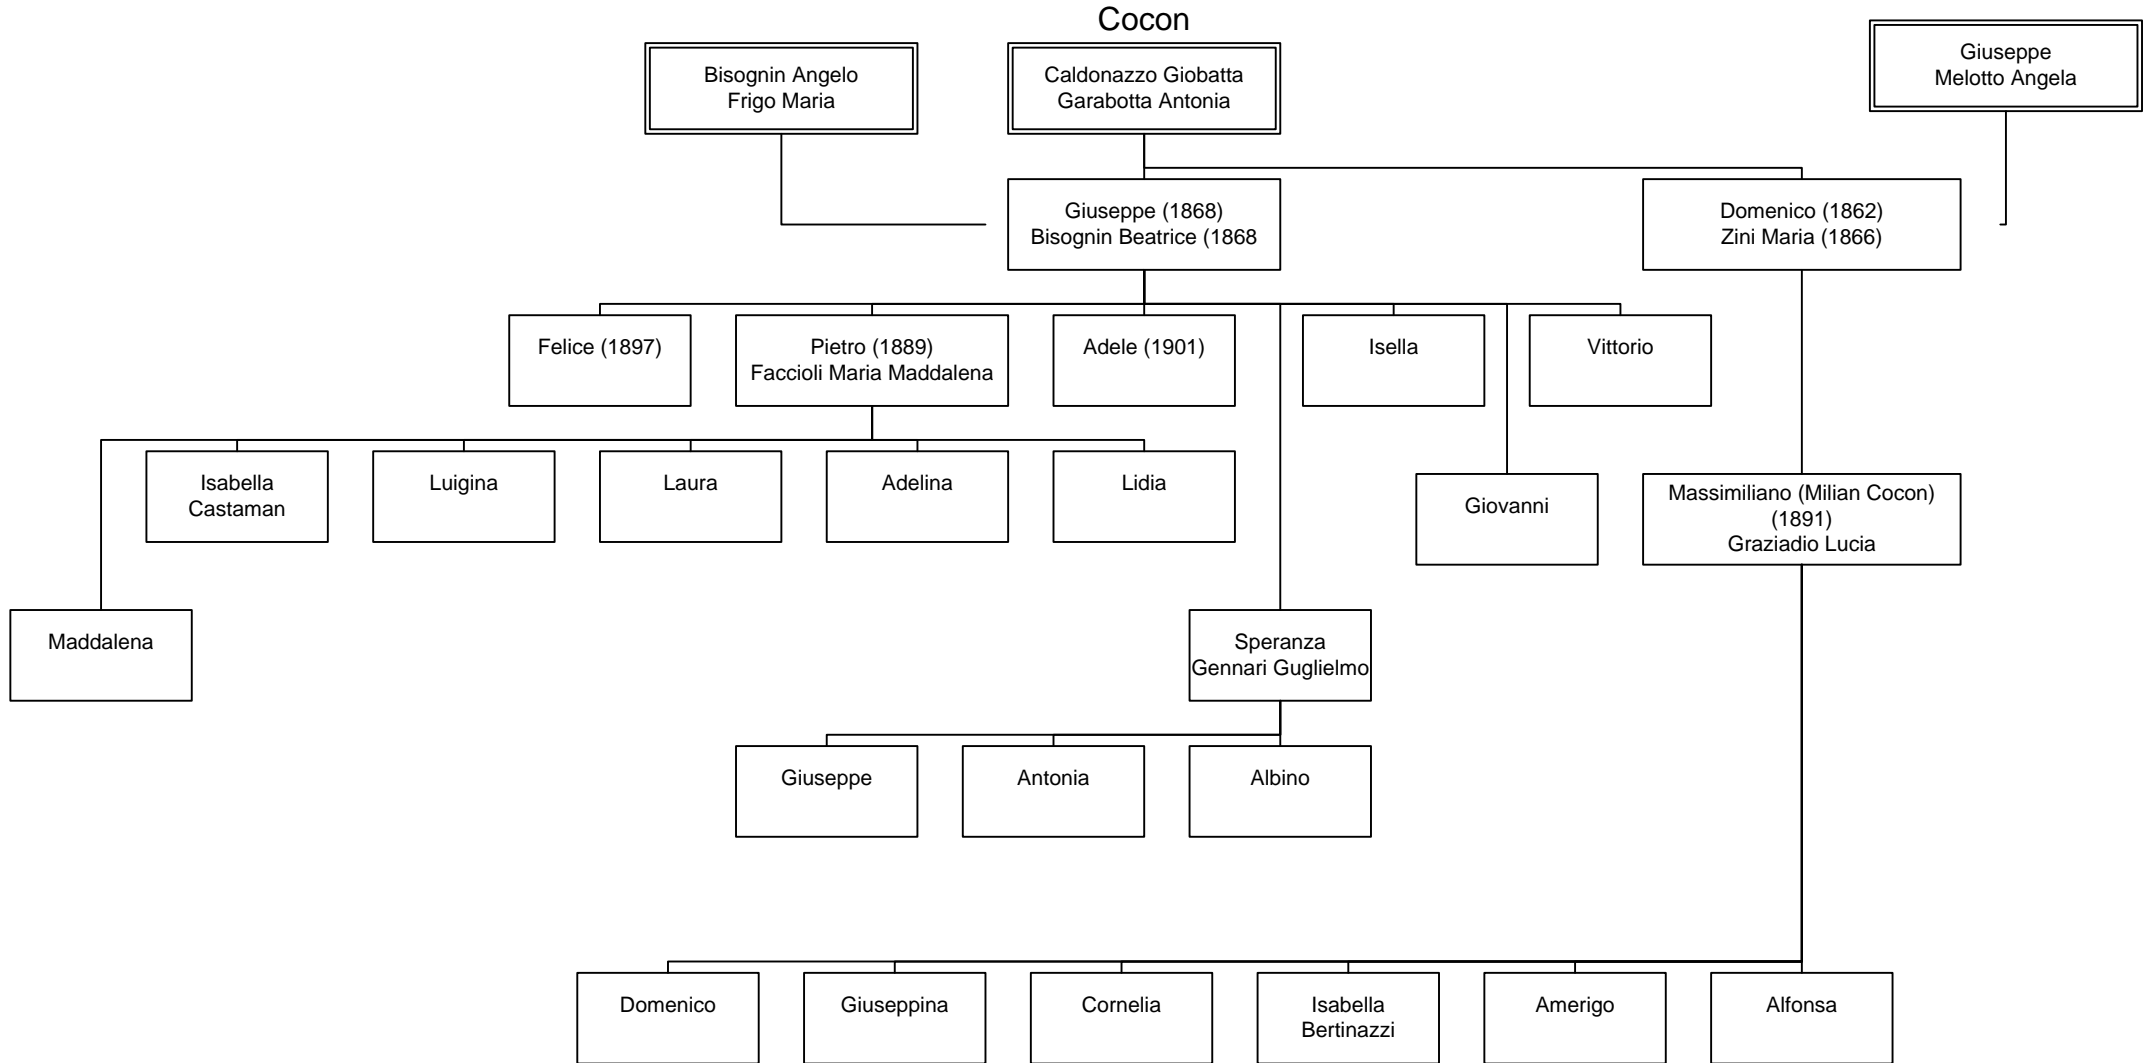 Cocon
Bisognin Angelo
Frigo Maria
Caldonazzo Giobatta
Garabotta Antonia
Giuseppe
Melotto Angela
Giuseppe (1868)
Bisognin Beatrice (1868
Domenico (1862)
Zini Maria (1866)
Felice (1897)
Pietro (1889)
Faccioli Maria Maddalena
Adele (1901)
Isella
Vittorio
Isabella
Castaman
Luigina
Laura
Adelina
Lidia
Giovanni
Massimiliano (Milian Cocon)
(1891)
Graziadio Lucia
Maddalena
Speranza
Gennari Guglielmo
Giuseppe
Antonia
Albino
Domenico
Giuseppina
Cornelia
Isabella
Bertinazzi
Amerigo
Alfonsa